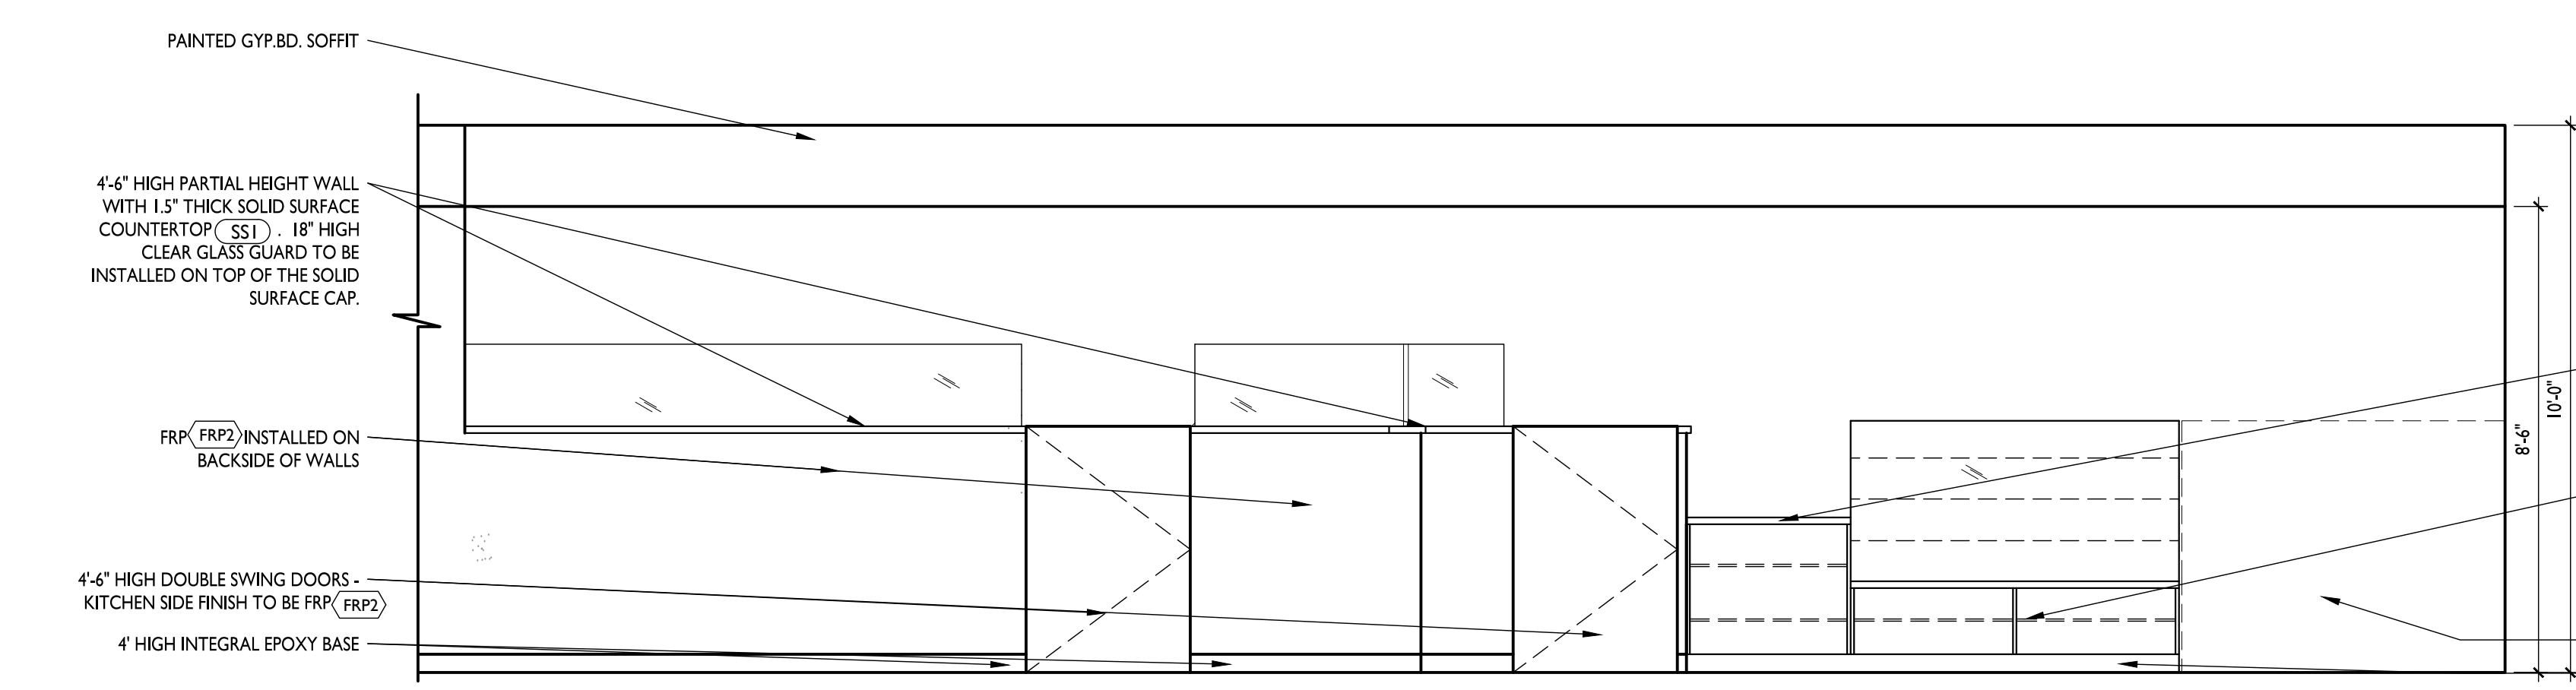 PAINTED GYP.BD. SOFFIT
4'-6" HIGH PARTIAL HEIGHT WALL
WITH 1.5" THICK SOLID SURFACE
COUNTERTOP SS1 . 18" HIGH
CLEAR GLASS GUARD TO BE
INSTALLED ON TOP OF THE SOLID
SURFACE CAP.
FRP FRP2 INSTALLED ON
BACKSIDE OF WALLS
4'-6" HIGH DOUBLE SWING DOORS -
KITCHEN SIDE FINISH TO BE FRP FRP2
4' HIGH INTEGRAL EPOXY BASE
8'-6"
10'-0"